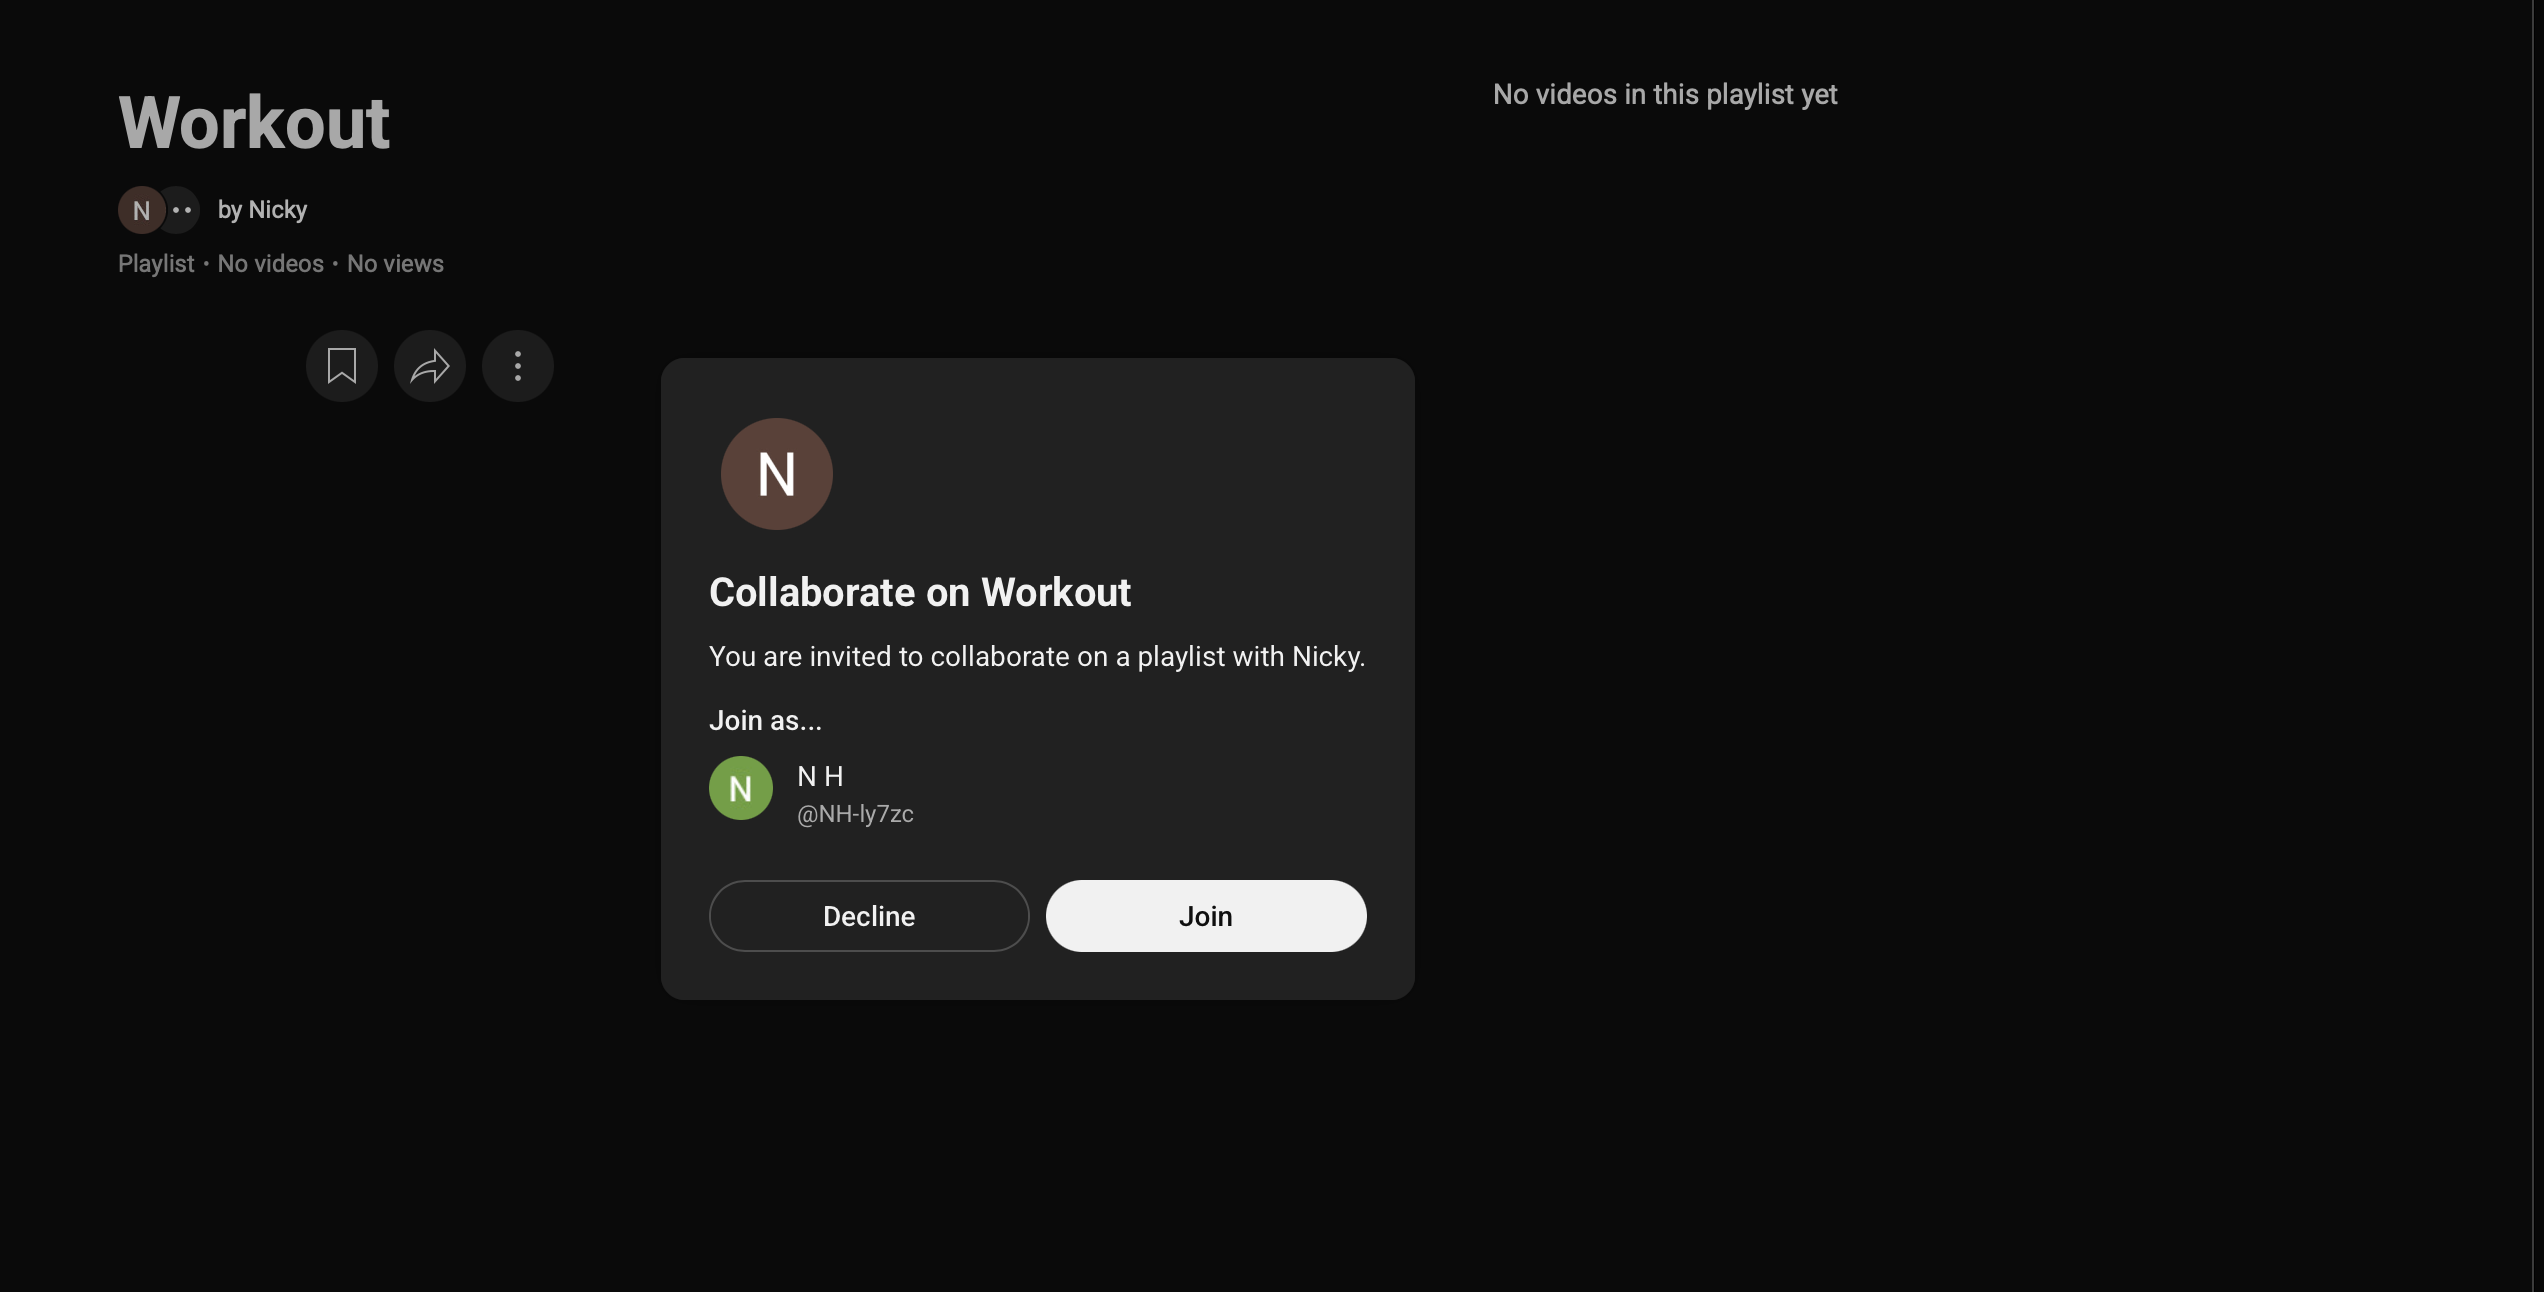 Workout
N
by Nicky
Playlist • No videos • No views
No videos in this playlist yet
N
Collaborate on Workout
You are invited to collaborate on a playlist with Nicky.
Join as...
N
N H
@NH-ly7zc
Decline
Join